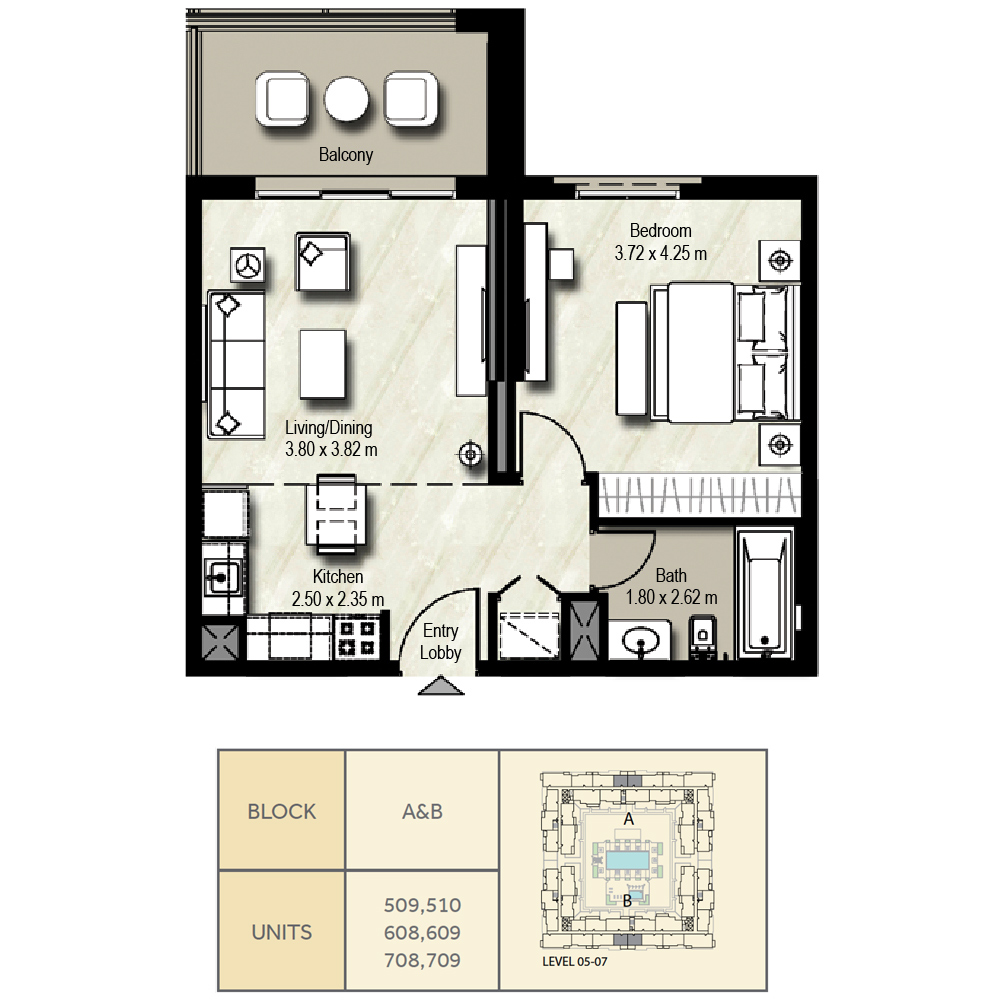 Balcony
Bedroom
3.72 x 4.25 m
Living/Dining
3.80 x 3.82 m
Kitchen
2.50 x 2.35 m
Bath
1.80 x 2.62 m
Entry
Lobby
BLOCK
A&B
UNITS
509,510
608,609
708,709
A
B
LEVEL 05-07